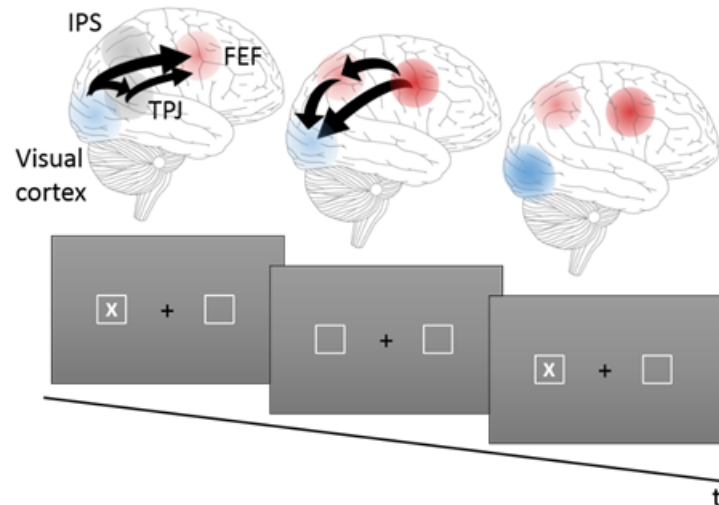 IPS
FEF
TPJ
Visual
cortex
X +
+
X +
t